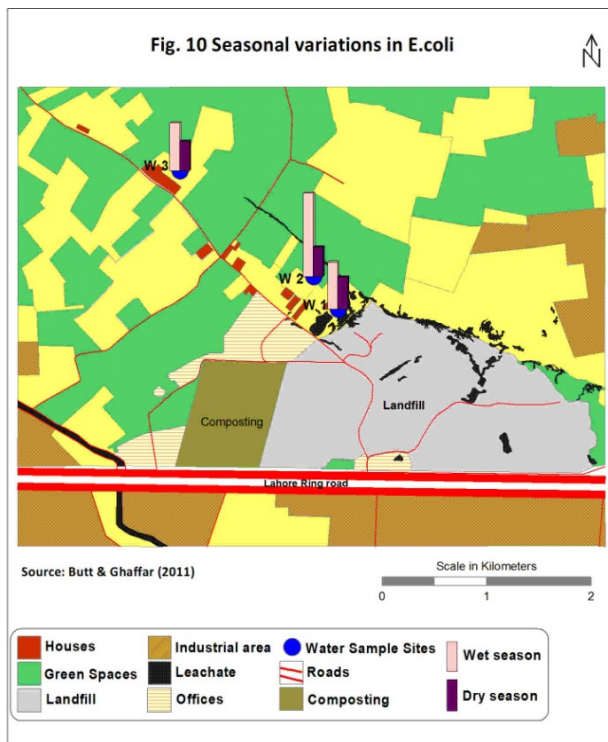 Fig. 10 Seasonal variations in E.coli
N
W 3
W 2
W 1
Composting
Landfill
Lahore Ring road
Source: Butt & Ghaffar (2011)
Scale in Kilometers
0 1 2
Houses Industrial area Water Sample Sites Wet season
Green Spaces Leachate Roads
Landfill Offices Composting Dry season